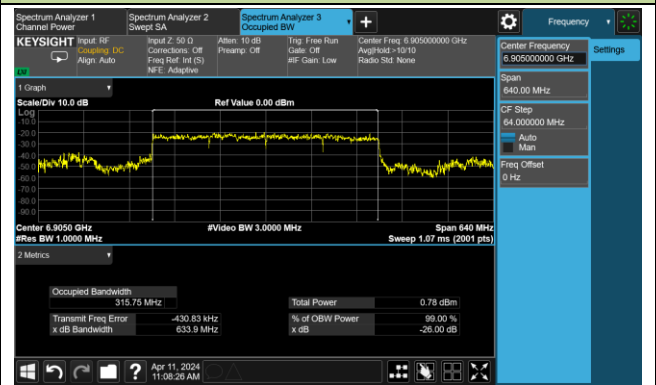 Spectrum Analyzer 1
Channel Power
Spectrum Analyzer 2
Swept SA
Spectrum Analyzer 3
Occupied BW
Frequency
KEYSIGHT
Input: RF
Coupling: DC
Align: Auto
Input Z: 50 Ω
Corrections: Off
Freq Ref: Int (S)
NFE: Adaptive
Atten: 10 dB
Preamp: Off
Trig: Free Run
Gate: Off
#IF Gain: Low
Center Freq: 6.905000000 GHz
Avg|Hold:>10/10
Radio Std: None
Center Frequency
6.905000000 GHz
Settings
Span
640.00 MHz
CF Step
64.000000 MHz
Auto
Man
Freq Offset
0 Hz
1 Graph
Scale/Div 10.0 dB
Ref Value 0.00 dBm
Log
-10.0
-20.0
-30.0
-40.0
-50.0
-60.0
-70.0
-80.0
-90.0
Center 6.9050 GHz
#Video BW 3.0000 MHz
Span 640 MHz
#Res BW 1.0000 MHz
Sweep 1.07 ms (2001 pts)
2 Metrics
Occupied Bandwidth
315.75 MHz
Total Power
0.78 dBm
Transmit Freq Error
-430.83 kHz
% of OBW Power
99.00 %
x dB Bandwidth
633.9 MHz
x dB
-26.00 dB
?
Apr 11, 2024
11:08:26 AM